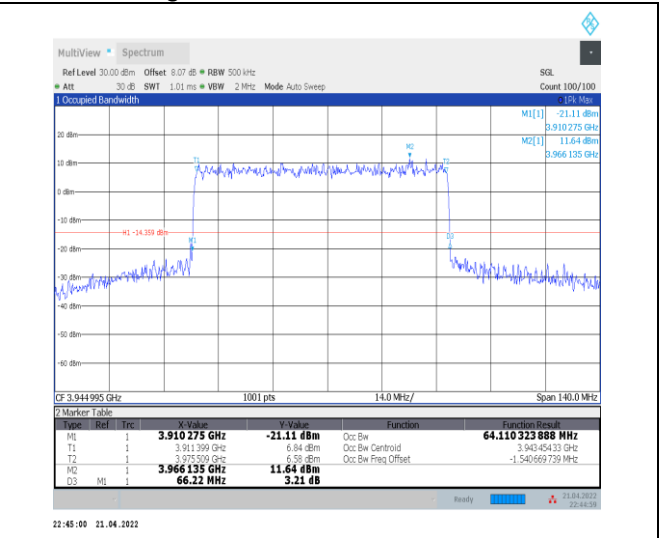 MultiView Spectrum
Ref Level 30.00 dBm Offset 8.07 dB RBW 500 kHz SGL
Att 30 dB SWT 1.01 ms VBW 2 MHz Mode Auto Sweep Count 100/100
1 Occupied Bandwidth 1Pk Max
M1[1] -21.11 dBm
3.910 275 GHz
M2[1] 11.64 dBm
3.966 135 GHz
20 dBm
M2
10 dBm
T1
T2
0 dBm
-10 dBm
H1 -14.359 dBm
M1
D3
-20 dBm
-30 dBm
-40 dBm
-50 dBm
-60 dBm
CF 3.944 995 GHz 1001 pts 14.0 MHz/ Span 140.0 MHz
2 Marker Table
Type Ref Trc X-Value Y-Value Function Function Result
M1 1 3.910 275 GHz -21.11 dBm Occ Bw 64.110 323 888 MHz
T1 1 3.911 399 GHz 6.84 dBm Occ Bw Centroid 3.943 454 33 GHz
T2 1 3.975 509 GHz 6.58 dBm Occ Bw Freq Offset -1.540 669 739 MHz
M2 1 3.966 135 GHz 11.64 dBm
D3 M1 1 66.22 MHz 3.21 dB
Ready 21.04.2022
22:44:59
22:45:00 21.04.2022